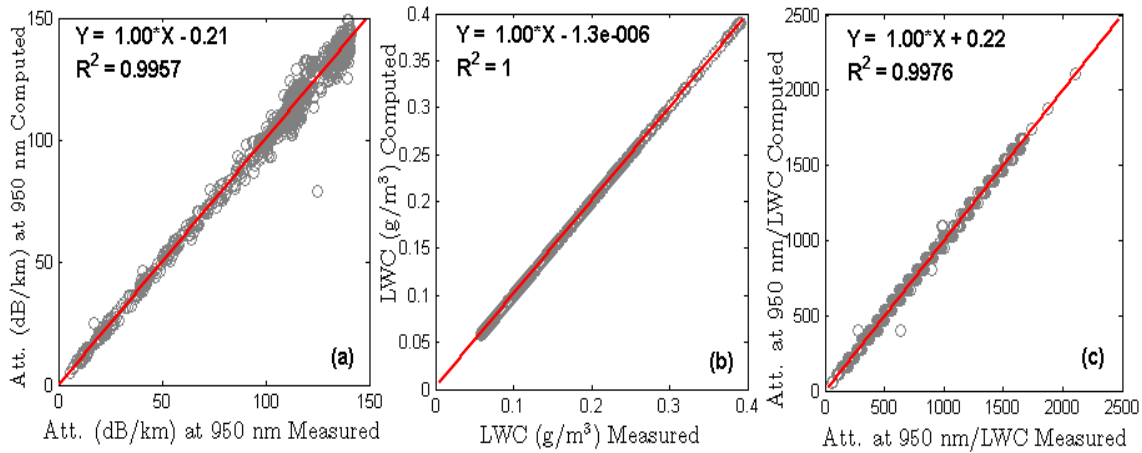 Y = 1.00*X - 0.21
R² = 0.9957
150
100
50
0
0 50 100 150
Att. (dB/km) at 950 nm Computed
Att. (dB/km) at 950 nm Measured
(a)
Y = 1.00*X - 1.3e-006
R² = 1
0.4
0.35
0.3
0.25
0.2
0.15
0.1
0.05
0
0 0.1 0.2 0.3 0.4
LWC (g/m³) Computed
LWC (g/m³) Measured
(b)
Y = 1.00*X + 0.22
R² = 0.9976
2500
2000
1500
1000
500
0
0 500 1000 1500 2000 2500
Att. at 950 nm/LWC Computed
Att. at 950 nm/LWC Measured
(c)